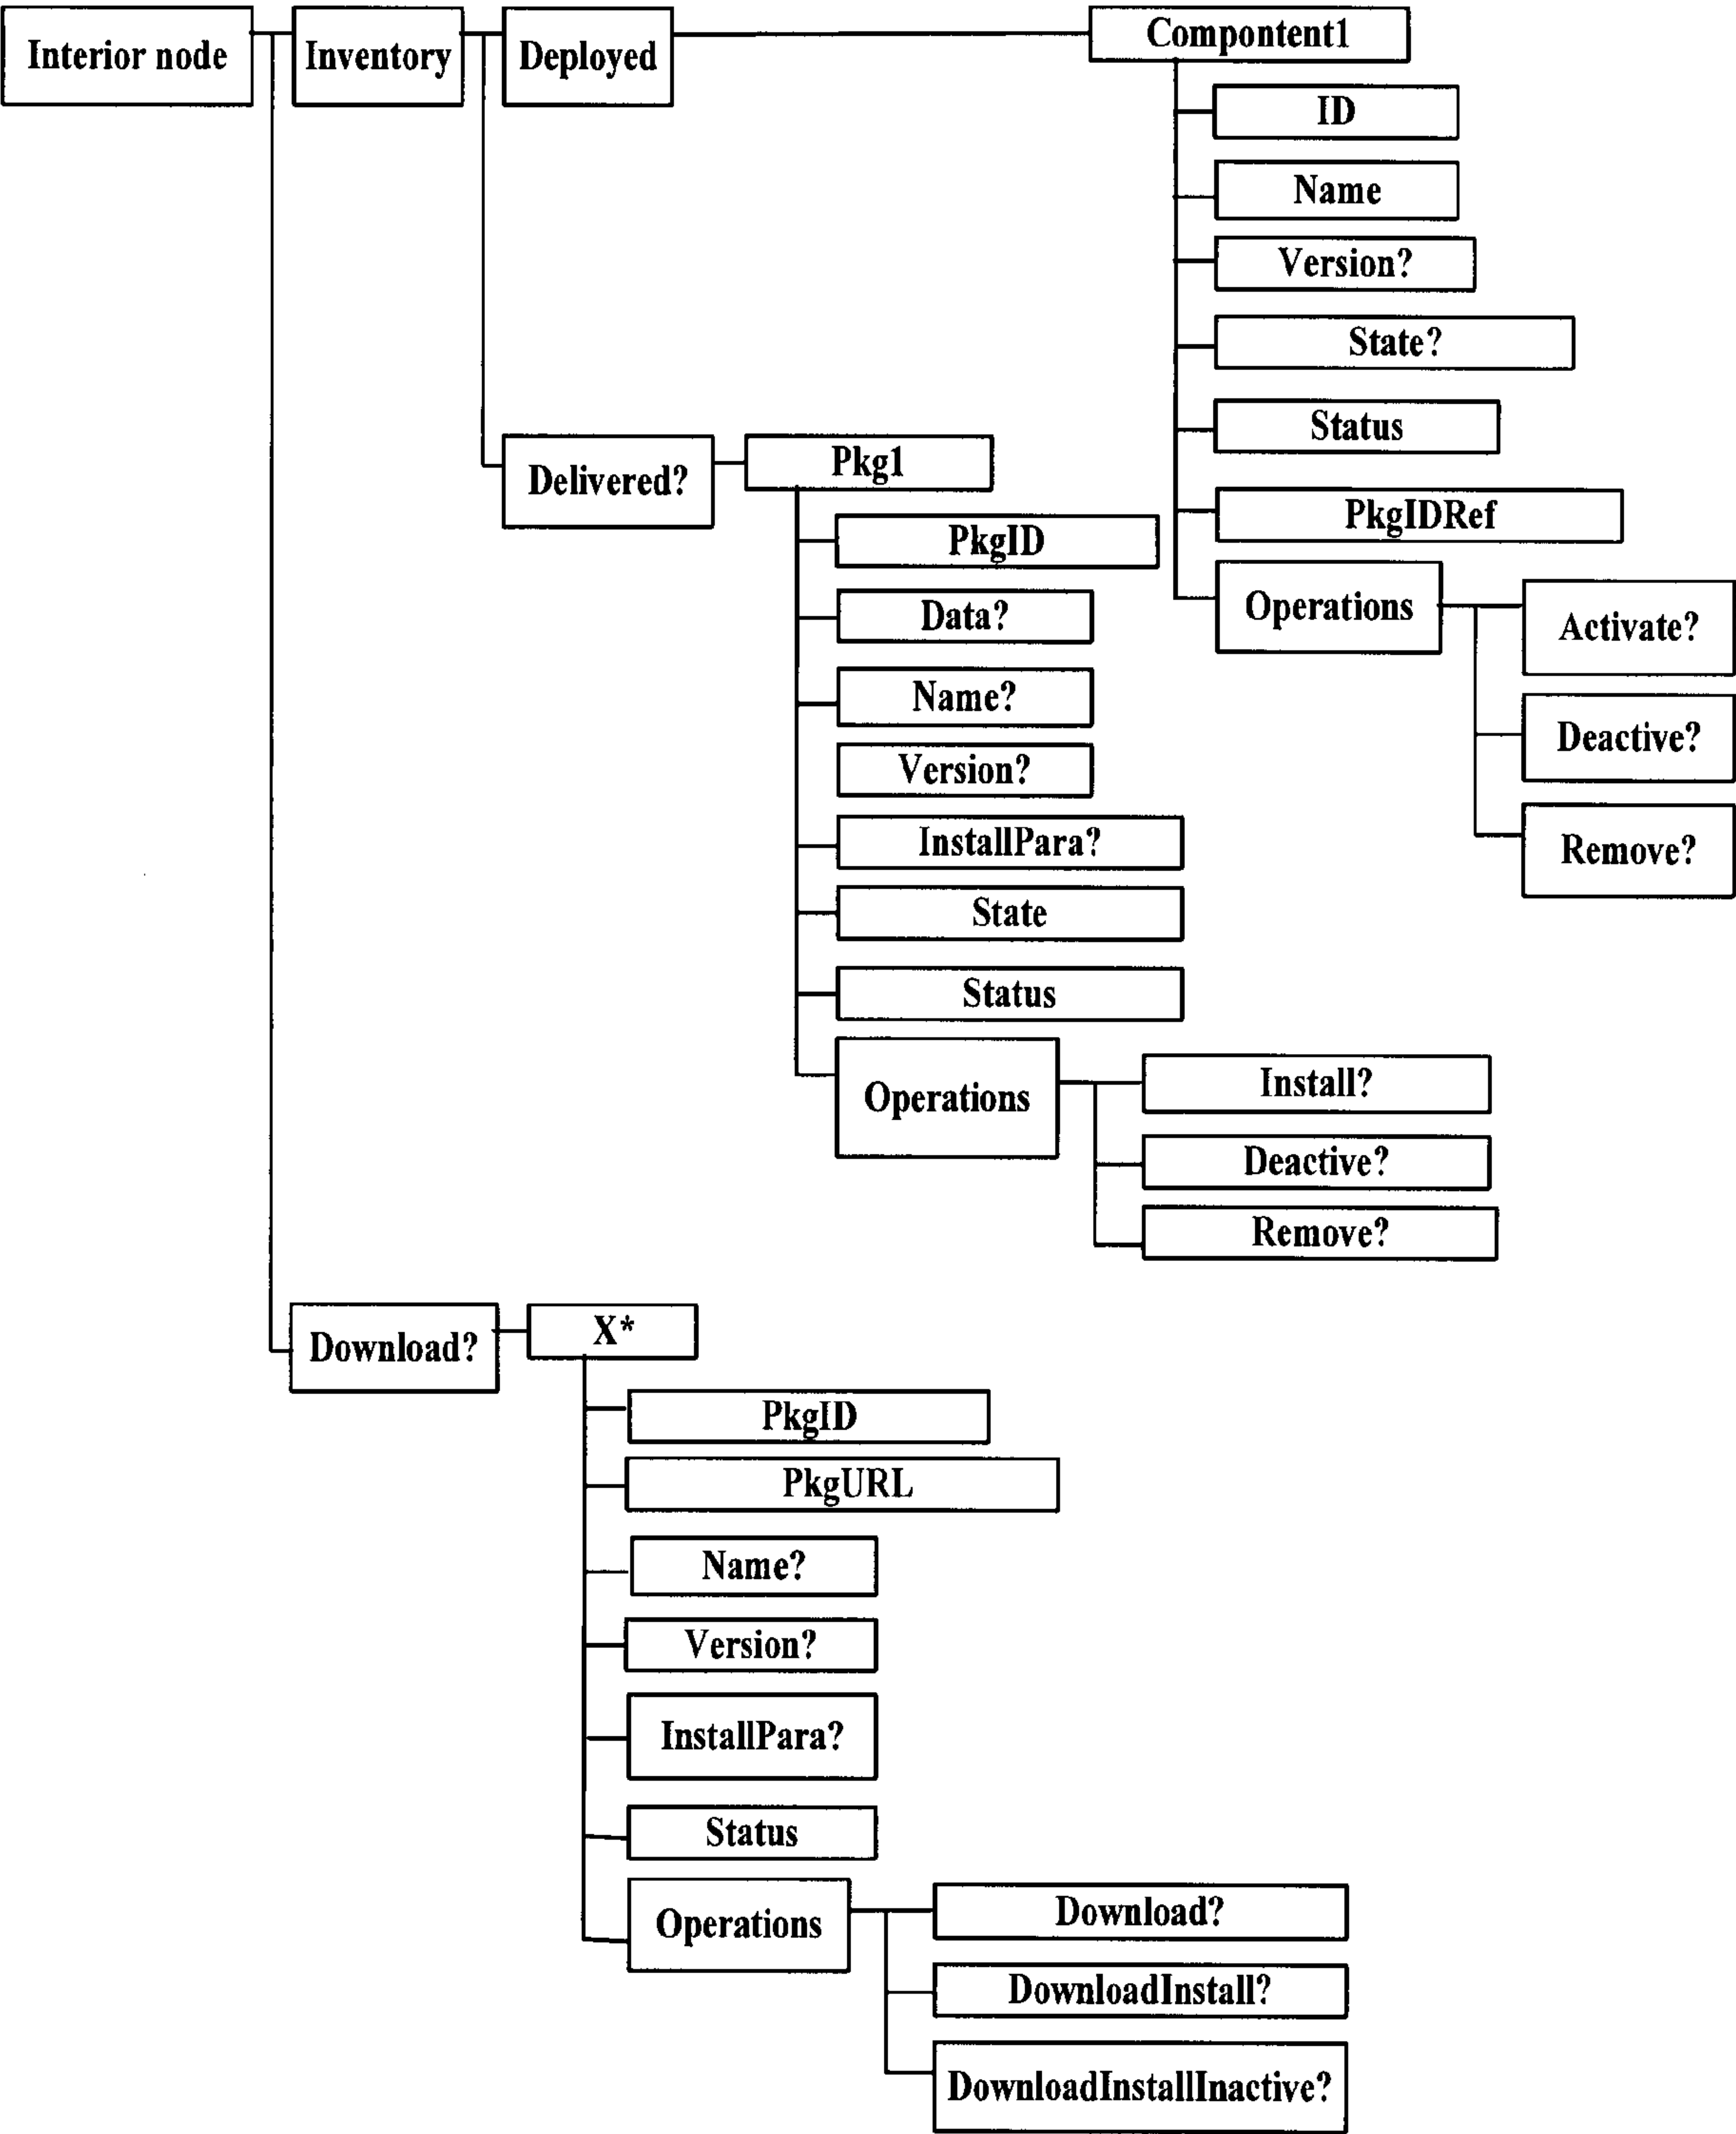 Interior node
Inventory
Deployed
Compontent1
ID
Name
Version?
State?
Status
PkgIDRef
Operations
Activate?
Deactive?
Remove?
Delivered?
Pkg1
PkgID
Data?
Name?
Version?
InstallPara?
State
Status
Operations
Install?
Deactive?
Remove?
Download?
X*
PkgID
PkgURL
Name?
Version?
InstallPara?
Status
Operations
Download?
DownloadInstall?
DownloadInstallInactive?